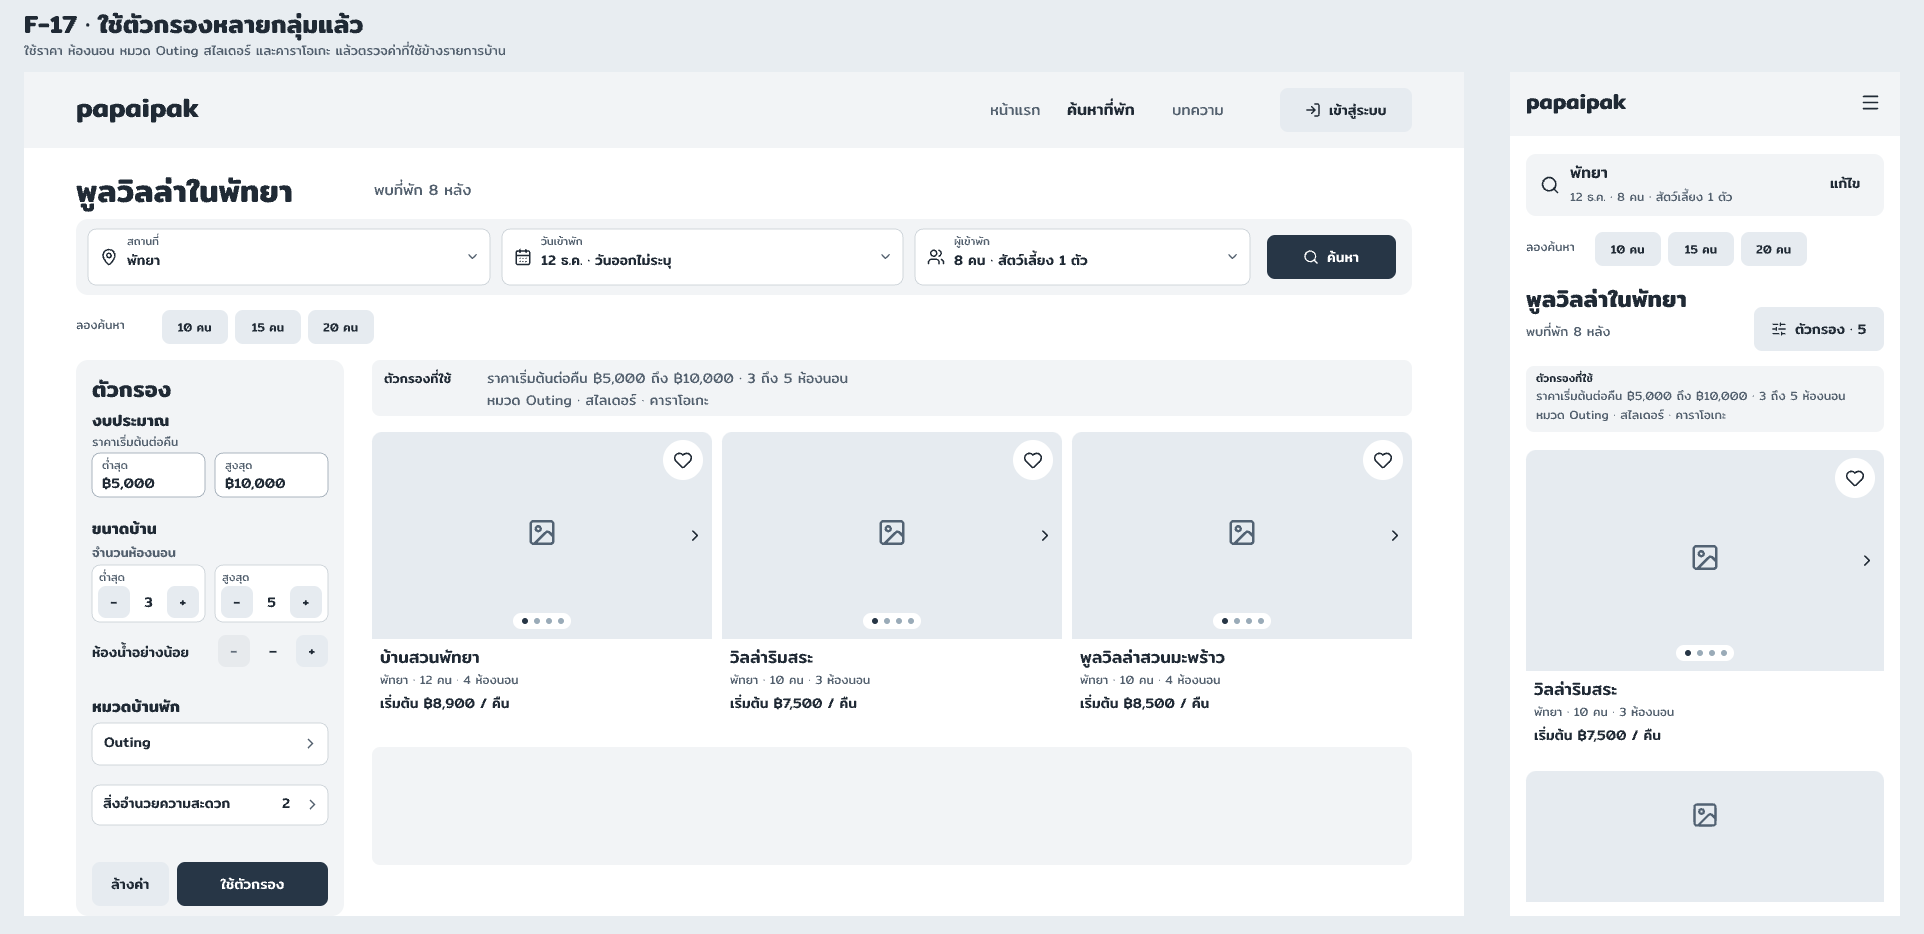 F-17 · ใช้ตัวกรองหลายกลุ่มแล้ว
ใช้ราคา ห้องนอน หมวด Outing สไลเดอร์ และคาราโอเกะ แล้วตรวจค่าที่ใช้ข้างรายการบ้าน
papaipak
หน้าแรก
ค้นหาที่พัก
บทความ
เข้าสู่ระบบ
พูลวิลล่าในพัทยา
พบที่พัก 8 หลัง
สถานที่
พัทยา
วันเข้าพัก
12 ธ.ค. · วันออกไม่ระบุ
ผู้เข้าพัก
8 คน · สัตว์เลี้ยง 1 ตัว
ค้นหา
ลองค้นหา
10 คน
15 คน
20 คน
ตัวกรอง
งบประมาณ
ราคาเริ่มต้นต่อคืน
ต่ำสุด
฿5,000
สูงสุด
฿10,000
ขนาดบ้าน
จำนวนห้องนอน
ต่ำสุด
- 3 +
สูงสุด
- 5 +
ห้องน้ำอย่างน้อย
- – +
หมวดบ้านพัก
Outing
สิ่งอำนวยความสะดวก 2
ล้างค่า
ใช้ตัวกรอง
ตัวกรองที่ใช้
ราคาเริ่มต้นต่อคืน ฿5,000 ถึง ฿10,000 · 3 ถึง 5 ห้องนอน
หมวด Outing · สไลเดอร์ · คาราโอเกะ
บ้านสวนพัทยา
พัทยา · 12 คน · 4 ห้องนอน
เริ่มต้น ฿8,900 / คืน
วิลล่าริมสระ
พัทยา · 10 คน · 3 ห้องนอน
เริ่มต้น ฿7,500 / คืน
พูลวิลล่าสวนมะพร้าว
พัทยา · 10 คน · 4 ห้องนอน
เริ่มต้น ฿8,500 / คืน
papaipak
พัทยา
12 ธ.ค. · 8 คน · สัตว์เลี้ยง 1 ตัว
แก้ไข
ลองค้นหา
10 คน
15 คน
20 คน
พูลวิลล่าในพัทยา
พบที่พัก 8 หลัง
ตัวกรอง · 5
ตัวกรองที่ใช้
ราคาเริ่มต้นต่อคืน ฿5,000 ถึง ฿10,000 · 3 ถึง 5 ห้องนอน
หมวด Outing · สไลเดอร์ · คาราโอเกะ
วิลล่าริมสระ
พัทยา · 10 คน · 3 ห้องนอน
เริ่มต้น ฿7,500 / คืน